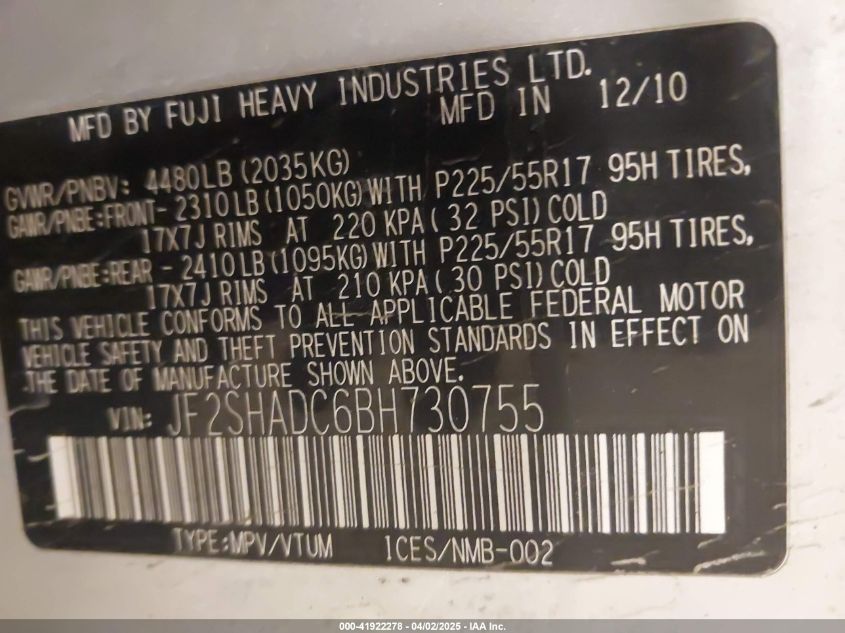 MFD BY FUJI HEAVY INDUSTRIES LTD.
MFD IN 12/10
GVWR/PNBV: 4480LB (2035KG)
GAWR/PNBE:FRONT- 2310LB (1050KG) WITH P225/55R17 95H TIRES,
17X7J RIMS AT 220 KPA( 32 PSI) COLD
GAWR/PNBE:REAR - 2410LB (1095KG) WITH P225/55R17 95H TIRES,
17X7J RIMS AT 210 KPA( 30 PSI) COLD
THIS VEHICLE CONFORMS TO ALL APPLICABLE FEDERAL MOTOR
VEHICLE SAFETY AND THEFT PREVENTION STANDARDS IN EFFECT ON
THE DATE OF MANUFACTURE SHOWN ABOVE.
VIN: JF2SHADC6BH730755
TYPE:MPV/VTUM ICES/NMB-002
000-41922278 - 04/02/2025 - IAA Inc.